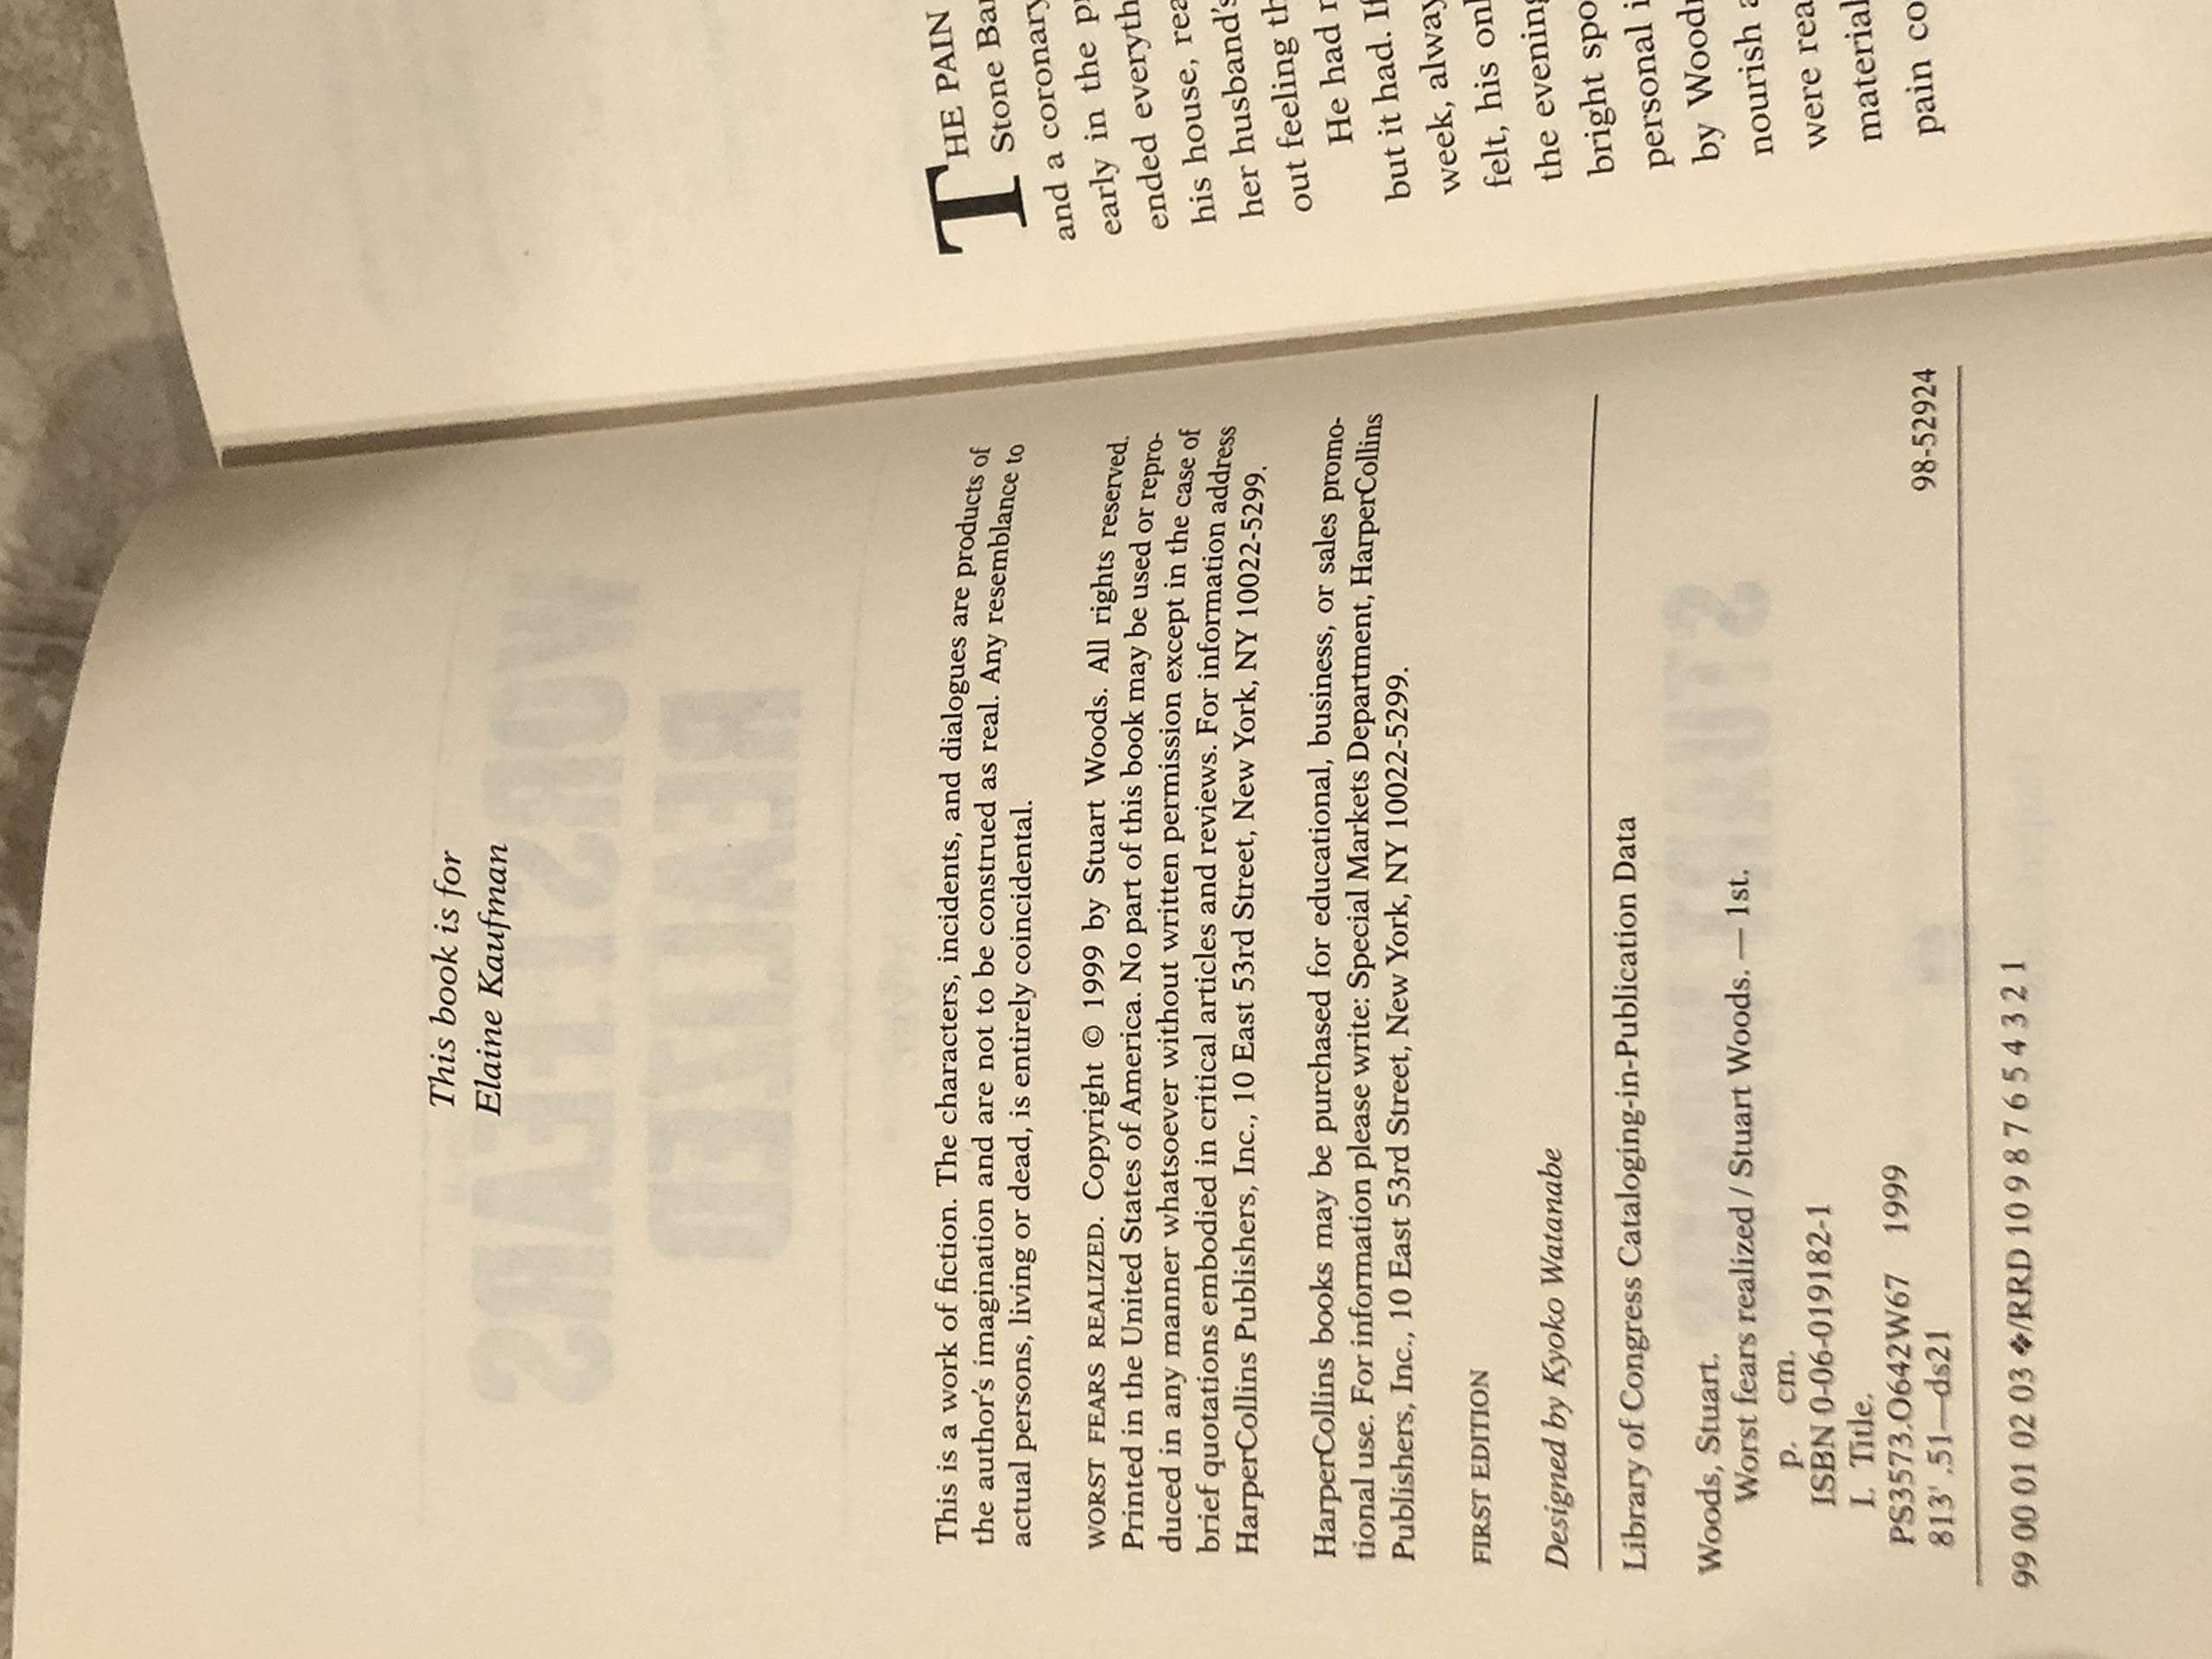 This book is for
Elaine Kaufman
This is a work of fiction. The characters, incidents, and dialogues are products of
the author's imagination and are not to be construed as real. Any resemblance to
actual persons, living or dead, is entirely coincidental.
WORST FEARS REALIZED. Copyright © 1999 by Stuart Woods. All rights reserved.
Printed in the United States of America. No part of this book may be used or repro-
duced in any manner whatsoever without written permission except in the case of
brief quotations embodied in critical articles and reviews. For information address
HarperCollins Publishers, Inc., 10 East 53rd Street, New York, NY 10022-5299.
HarperCollins books may be purchased for educational, business, or sales promo-
tional use. For information please write: Special Markets Department, HarperCollins
Publishers, Inc., 10 East 53rd Street, New York, NY 10022-5299.
FIRST EDITION
Designed by Kyoko Watanabe
Library of Congress Cataloging-in-Publication Data
Woods, Stuart.
Worst fears realized / Stuart Woods. — 1st.
p. cm.
ISBN 0-06-019182-1
I. Title.
PS3573.O642W67 1999
813' .51—ds21 98-52924
99 00 01 02 03 ❖/RRD 10 9 8 7 6 5 4 3 2 1
THE PAIN
Stone Ba
and a coronary
early in the p
ended everyth
his house, rea
her husband's
out feeling th
He had
but it had. I
week, alway
felt, his on
the evening
bright spo
personal i
by Wood
nourish a
were rea
material
pain co